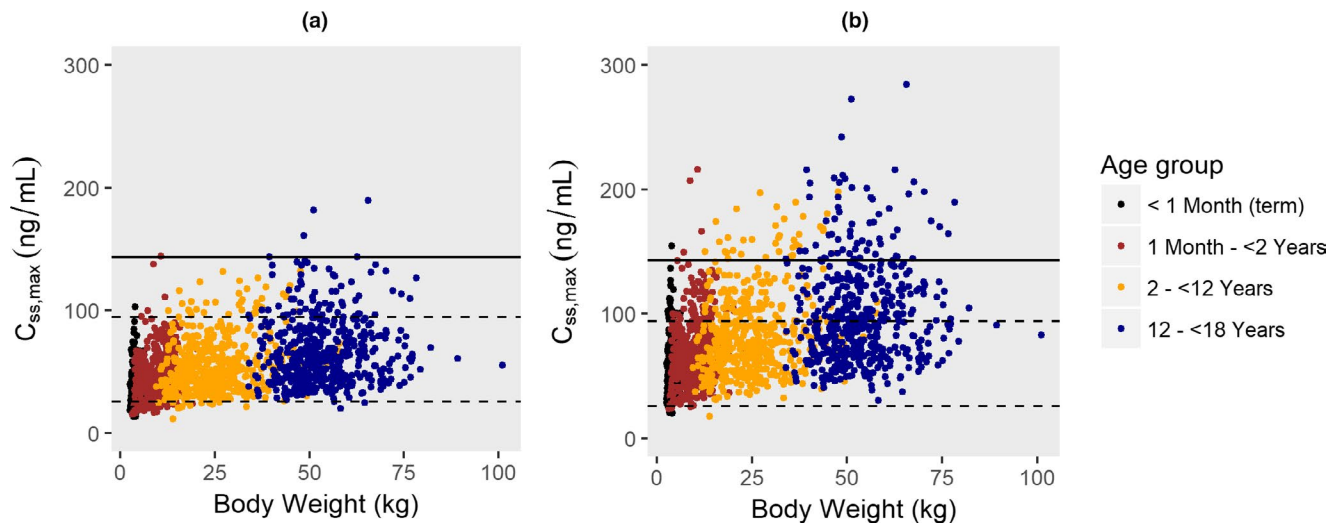 (a)
300
200
100
0
C_ss,max (ng/mL)
0 25 50 75 100
Body Weight (kg)
(b)
300
200
100
0
C_ss,max (ng/mL)
0 25 50 75 100
Body Weight (kg)
Age group
< 1 Month (term)
1 Month - <2 Years
2 - <12 Years
12 - <18 Years